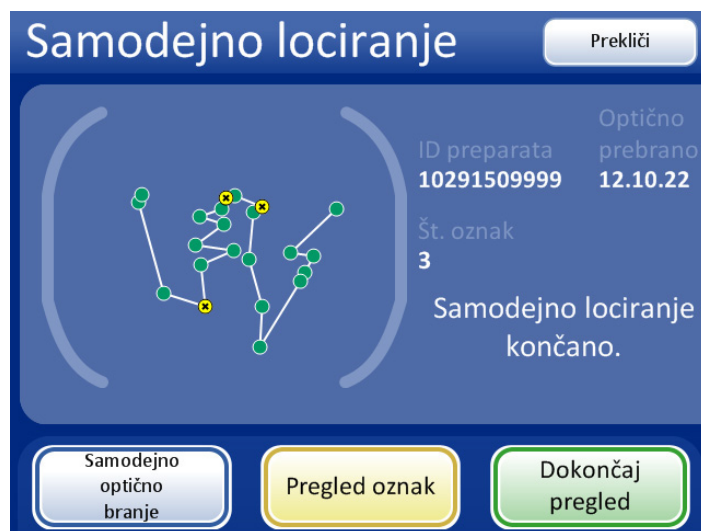 Samodejno lociranje
Prekliči
ID preparata
10291509999
Optično
prebrano
12.10.22
Št. oznak
3
Samodejno lociranje
končano.
Samodejno
optično
branje
Pregled oznak
Dokončaj
pregled